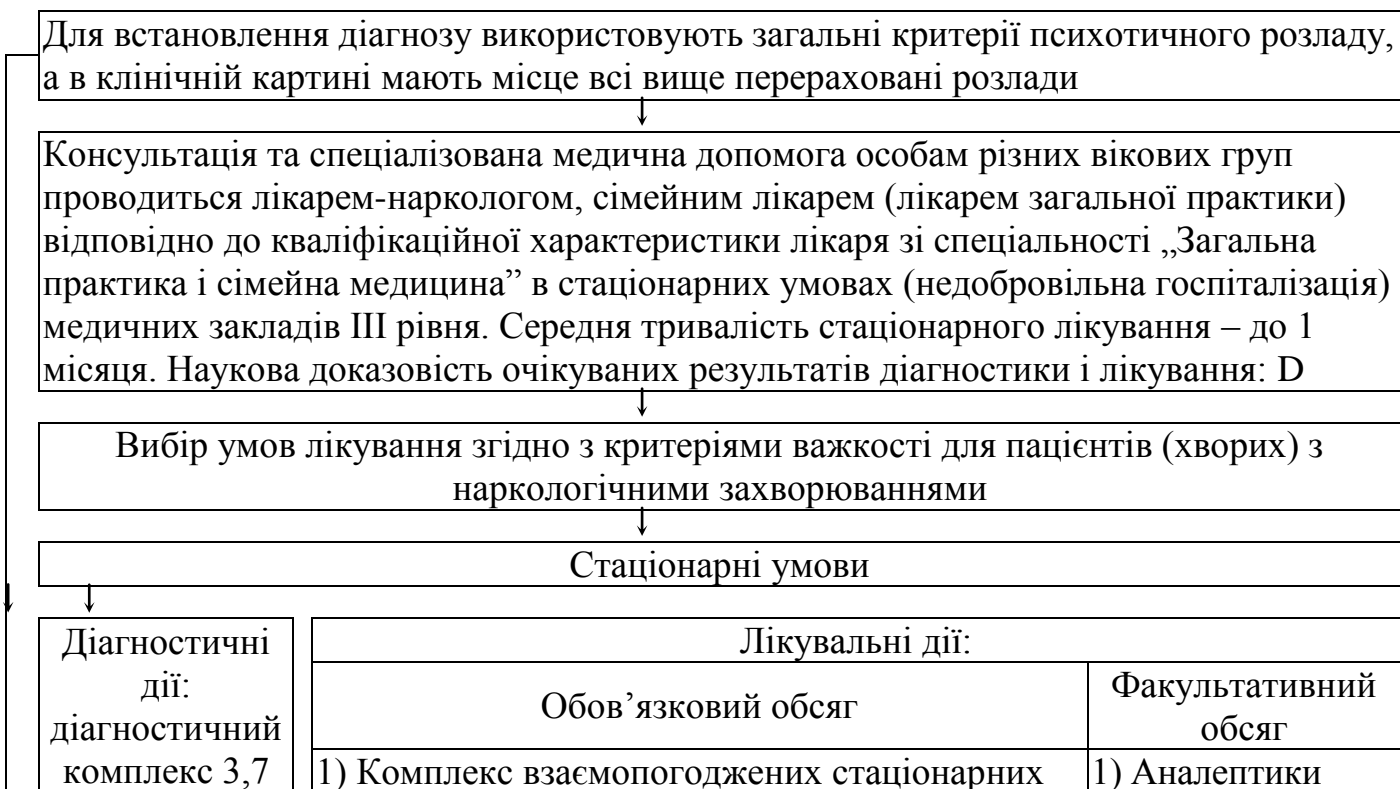 Для встановлення діагнозу використовують загальні критерії психотичного розладу,
а в клінічній картині мають місце всі вище перераховані розлади
Консультація та спеціалізована медична допомога особам різних вікових груп
проводиться лікарем-наркологом, сімейним лікарем (лікарем загальної практики)
відповідно до кваліфікаційної характеристики лікаря зі спеціальності „Загальна
практика і сімейна медицина” в стаціонарних умовах (недобровільна госпіталізація)
медичних закладів III рівня. Середня тривалість стаціонарного лікування – до 1
місяця. Наукова доказовість очікуваних результатів діагностики і лікування: D
Вибір умов лікування згідно з критеріями важкості для пацієнтів (хворих) з
наркологічними захворюваннями
Стаціонарні умови
Діагностичні
дії:
діагностичний
комплекс 3,7
Лікувальні дії:
Обов’язковий обсяг
Факультативний
обсяг
1) Комплекс взаємопогоджених стаціонарних
1) Аналептики